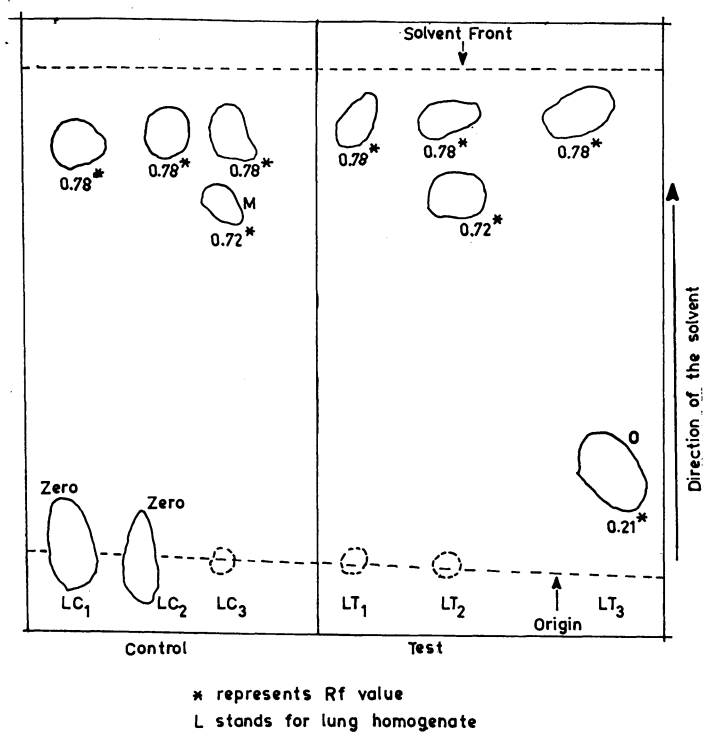 Solvent Front
0.78*
0.78*
0.78*
0.78*
0.78*
0.78*
M
0.72*
0.72*
Direction of the solvent
O
0.21*
Zero
Zero
LC₁
LC₂
LC₃
LT₁
LT₂
LT₃
Origin
Control
Test
* represents Rf value
L stands for lung homogenate